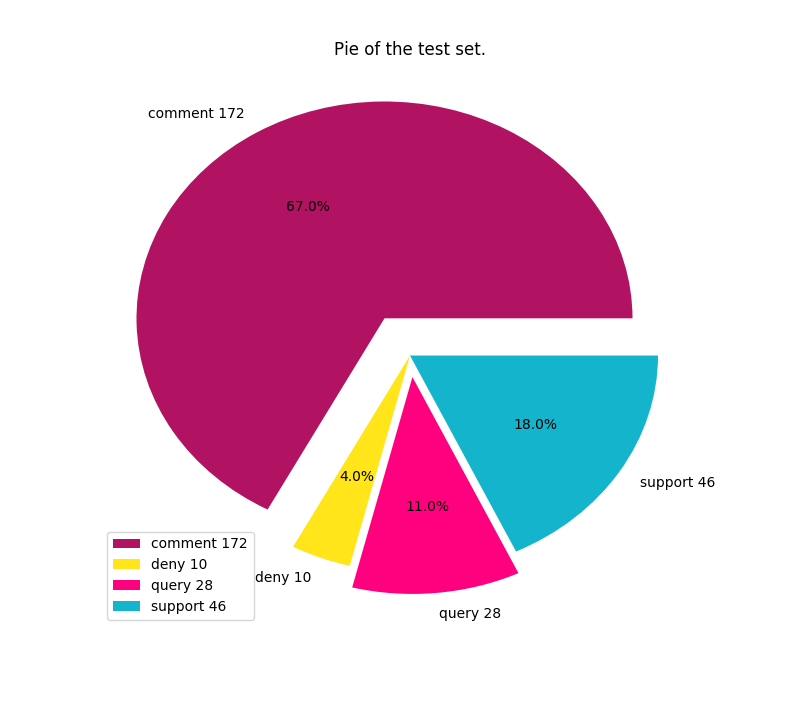 Pie of the test set.
comment 172
67.0%
18.0%
4.0%
support 46
11.0%
deny 10
query 28
comment 172
deny 10
query 28
support 46